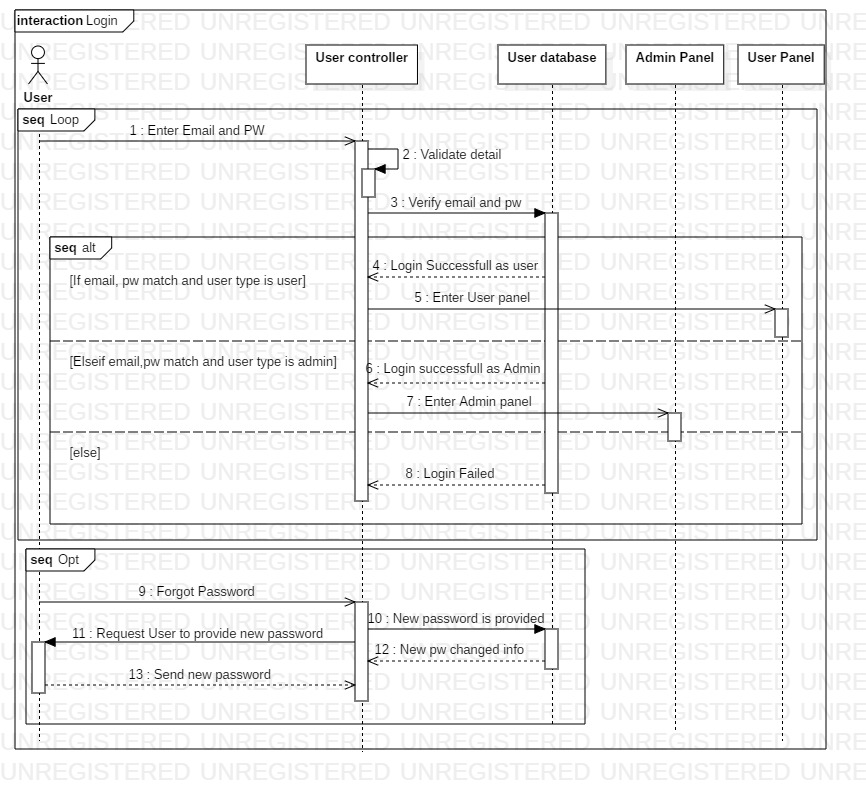 interaction Login
User controller
User database
Admin Panel
User Panel
User
seq Loop
1 : Enter Email and PW
2 : Validate detail
3 : Verify email and pw
seq alt
4 : Login Successfull as user
[If email, pw match and user type is user]
5 : Enter User panel
[Elseif email,pw match and user type is admin]
6 : Login successfull as Admin
7 : Enter Admin panel
[else]
8 : Login Failed
seq Opt
9 : Forgot Password
10 : New password is provided
11 : Request User to provide new password
12 : New pw changed info
13 : Send new password
UNREGISTERED UNREGISTERED UNREGISTERED UNREGISTERED UNREGISTERED